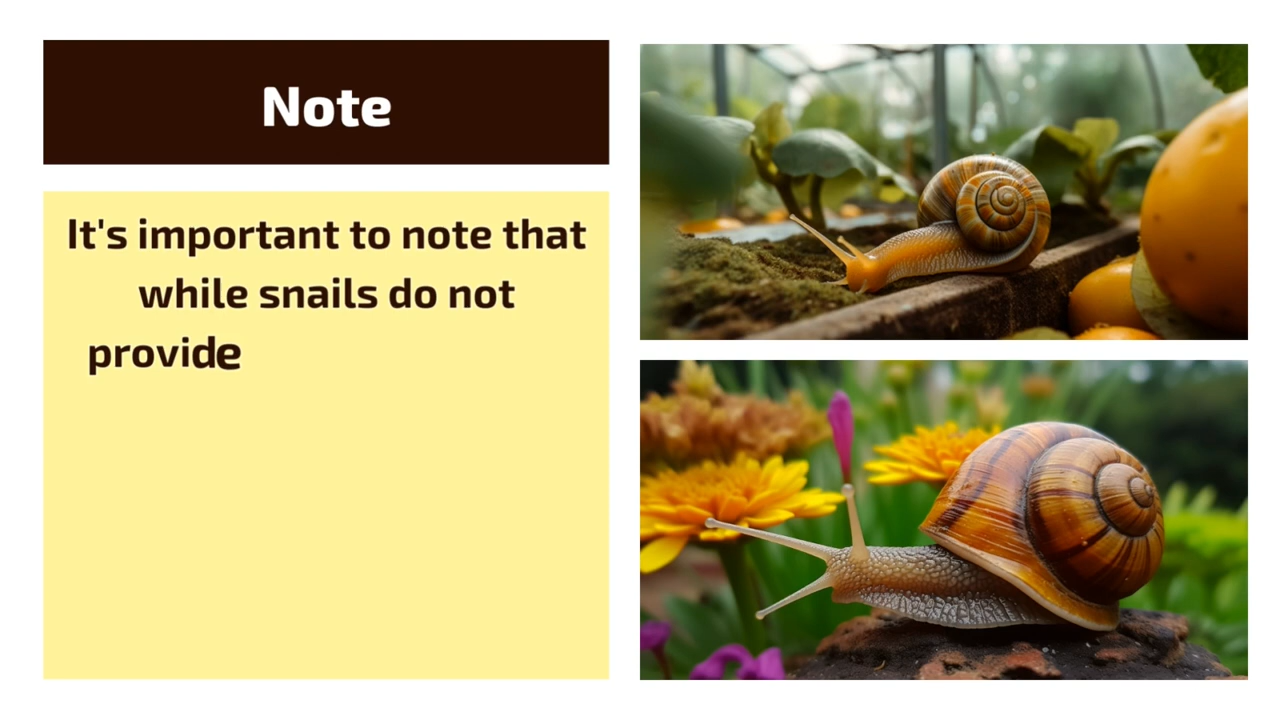 Note
It's important to note that
while snails do not
provide